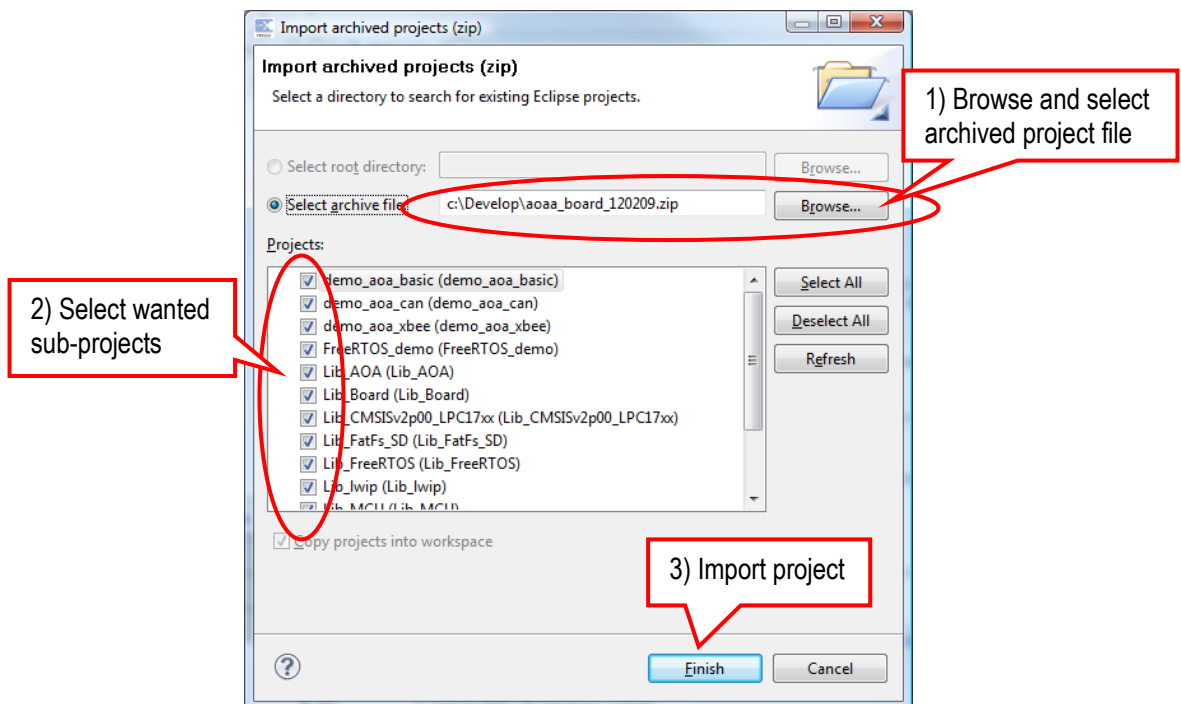 Import archived projects (zip)
Import archived projects (zip)
Select a directory to search for existing Eclipse projects.
1) Browse and select
archived project file
Select root directory:
Browse...
Select archive file:
c:\Develop\aoaa_board_120209.zip
Browse...
Projects:
demo_aoa_basic (demo_aoa_basic)
demo_aoa_can (demo_aoa_can)
demo_aoa_xbee (demo_aoa_xbee)
FreeRTOS_demo (FreeRTOS_demo)
Lib_AOA (Lib_AOA)
Lib_Board (Lib_Board)
Lib_CMSISv2p00_LPC17xx (Lib_CMSISv2p00_LPC17xx)
Lib_FatFs_SD (Lib_FatFs_SD)
Lib_FreeRTOS (Lib_FreeRTOS)
Lib_lwip (Lib_lwip)
Lib_MCU (Lib_MCU)
Select All
Deselect All
Refresh
2) Select wanted
sub-projects
Copy projects into workspace
3) Import project
Finish
Cancel